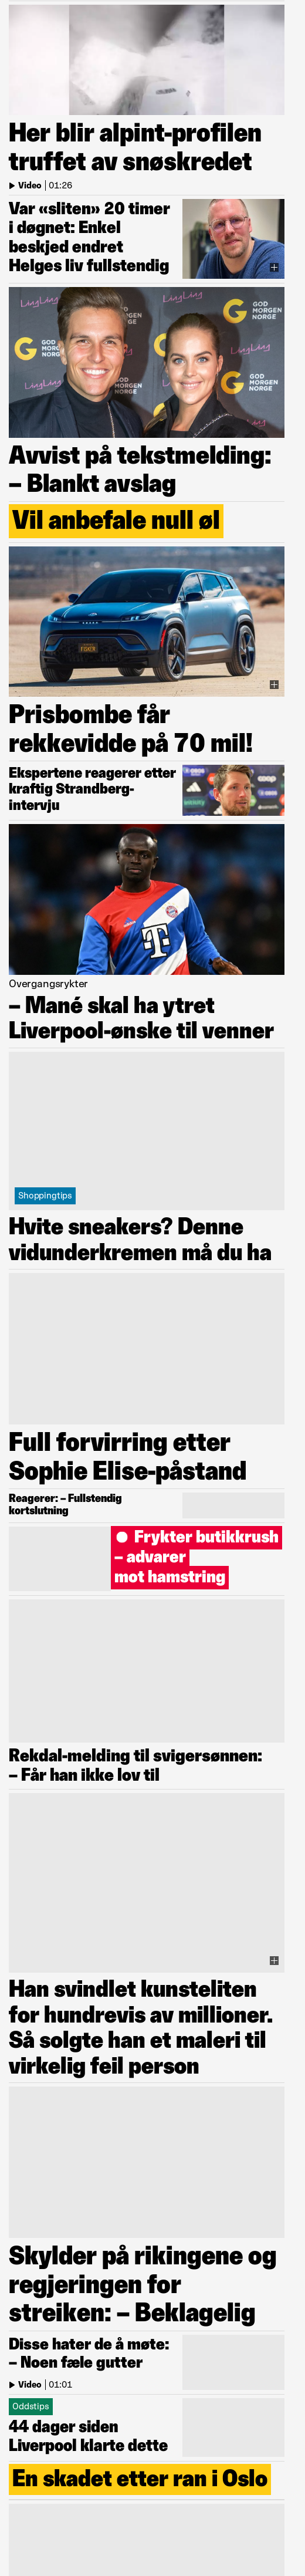 Her blir alpint-profilen
truffet av snøskredet
Video | 01:26
Var «sliten» 20 timer
i døgnet: Enkel
beskjed endret
Helges liv fullstendig
GOD
MORGEN
NORGE
Avvist på tekstmelding:
– Blankt avslag
Vil anbefale null øl
Prisbombe får
rekkevidde på 70 mil!
Ekspertene reagerer etter
kraftig Strandberg-
intervju
Overgangsrykter
– Mané skal ha ytret
Liverpool-ønske til venner
Shoppingtips
Hvite sneakers? Denne
vidunderkremen må du ha
Full forvirring etter
Sophie Elise-påstand
Reagerer: – Fullstendig
kortslutning
Frykter butikkrush
– advarer
mot hamstring
Rekdal-melding til svigersønnen:
– Får han ikke lov til
Han svindlet kunsteliten
for hundrevis av millioner.
Så solgte han et maleri til
virkelig feil person
Skylder på rikingene og
regjeringen for
streiken: – Beklagelig
Disse hater de å møte:
– Noen fæle gutter
Video | 01:01
Oddstips
44 dager siden
Liverpool klarte dette
En skadet etter ran i Oslo